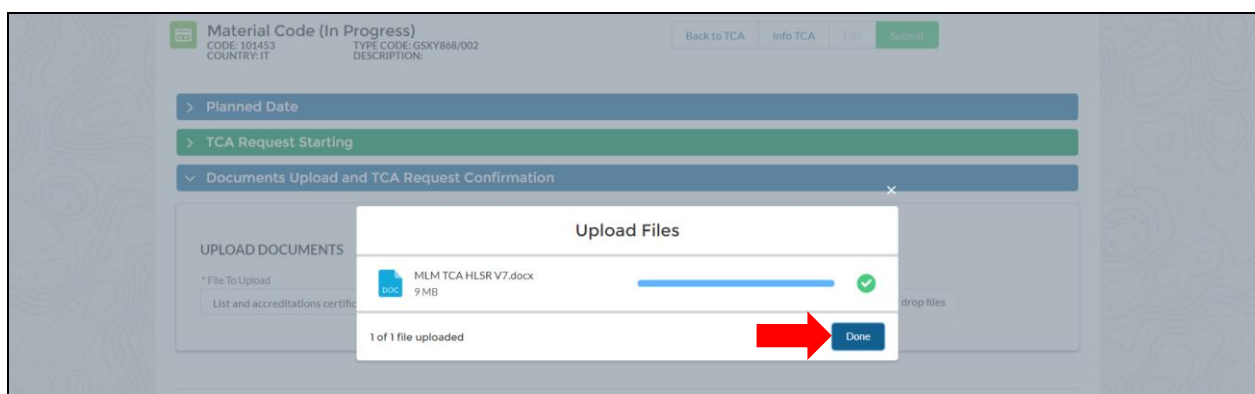 Material Code (In Progress)
CODE: 101453 TYPE CODE: GSXY868/002
COUNTRY: IT DESCRIPTION:
Back to TCA Info TCA Edit Submit
Planned Date
TCA Request Starting
Documents Upload and TCA Request Confirmation
×
Upload Files
UPLOAD DOCUMENTS
MLM TCA HLSR V7.docx
* File To Upload
DOC 9 MB
List and accreditations certific drop files
1 of 1 file uploaded
Done